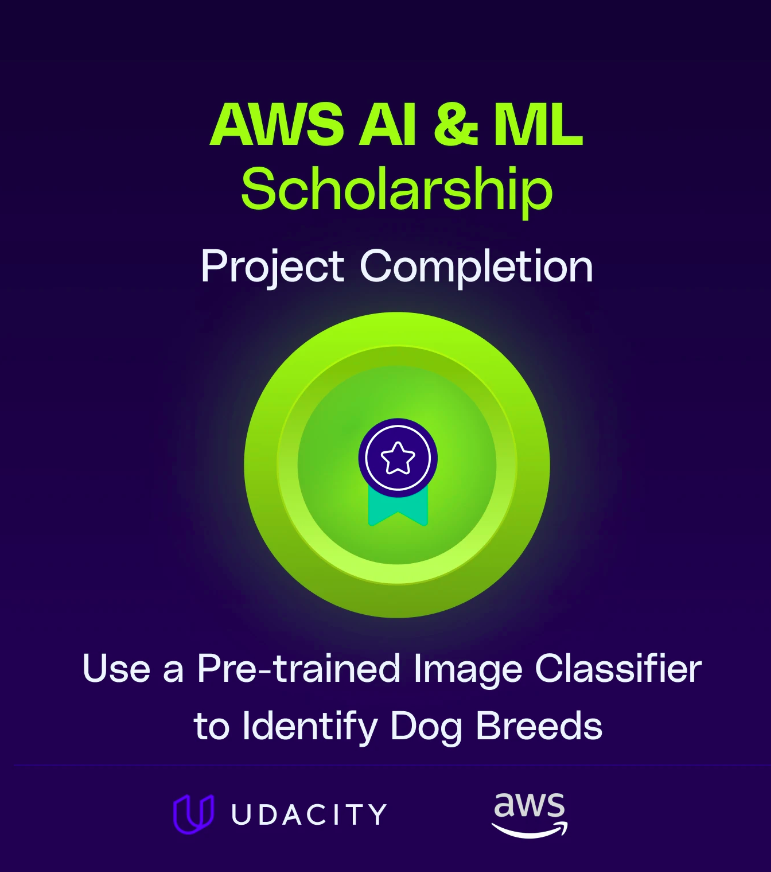 AWS AI & ML
Scholarship
Project Completion
Use a Pre-trained Image Classifier
to Identify Dog Breeds
UDACITY
aws